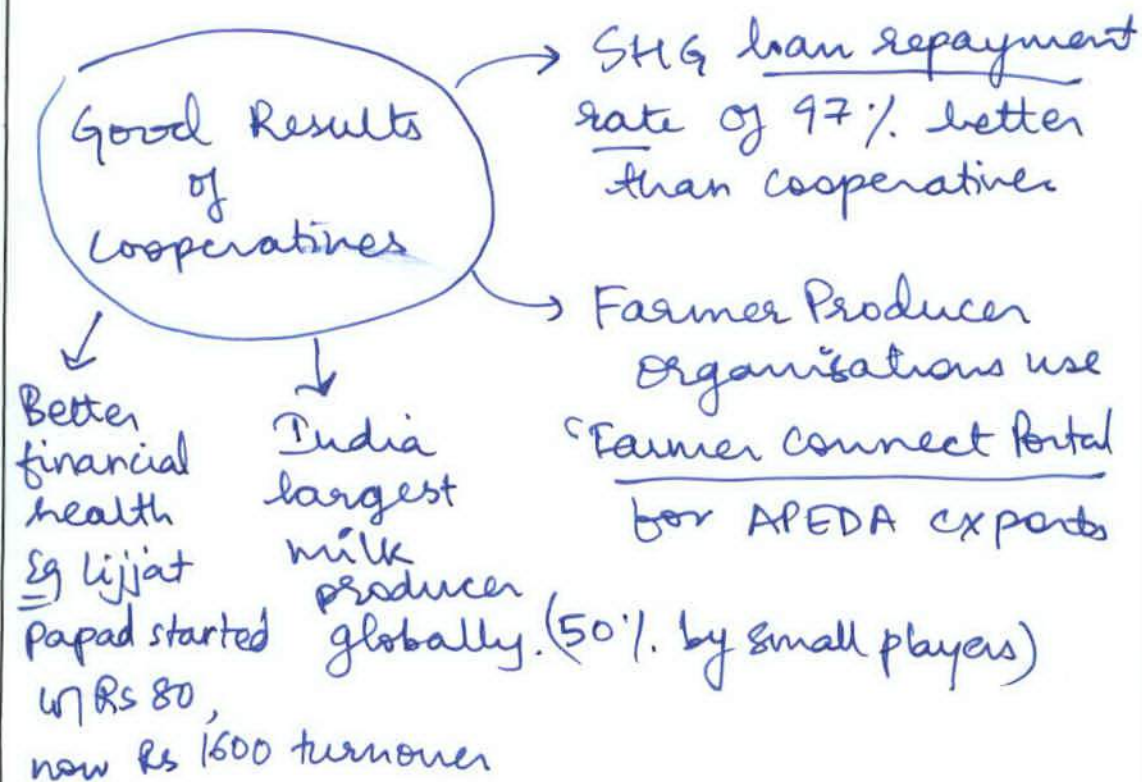 Good Results
of
Cooperatives
SHG loan repayment
rate of 97% better
than cooperatives
Farmer Producer
organisations use
'Farmer Connect Portal
for APEDA exports
Better
financial
health
Eg Lijjat
papad started
w/ Rs 80,
now Rs 1600 turnover
India
largest
milk
producer
globally. (50% by small players)